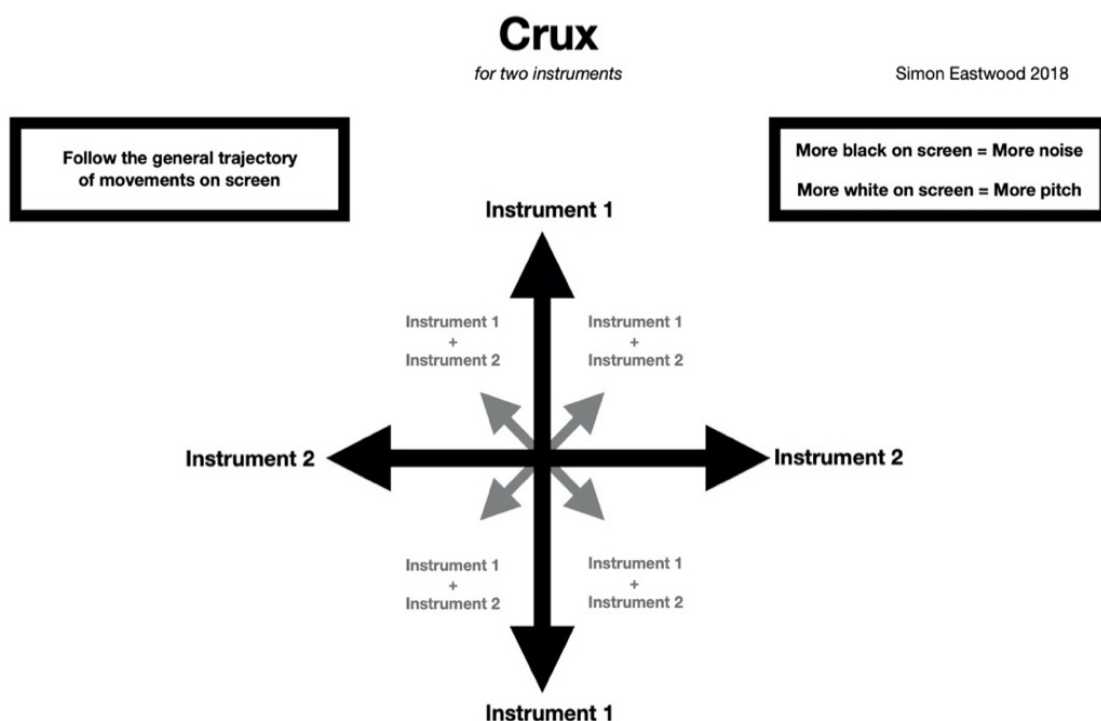 Crux
for two instruments
Simon Eastwood 2018
Follow the general trajectory
of movements on screen
More black on screen = More noise
More white on screen = More pitch
Instrument 1
Instrument 1
+
Instrument 2
Instrument 1
+
Instrument 2
Instrument 2
Instrument 2
Instrument 1
+
Instrument 2
Instrument 1
+
Instrument 2
Instrument 1